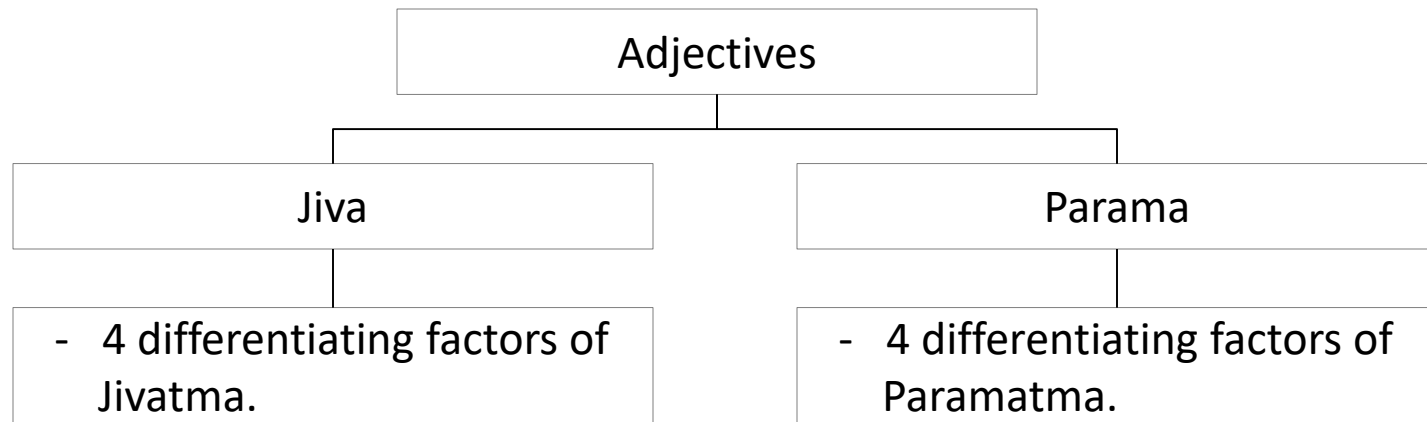 Adjectives
Jiva
Parama
- 4 differentiating factors of
Jivatma.
- 4 differentiating factors of
Paramatma.